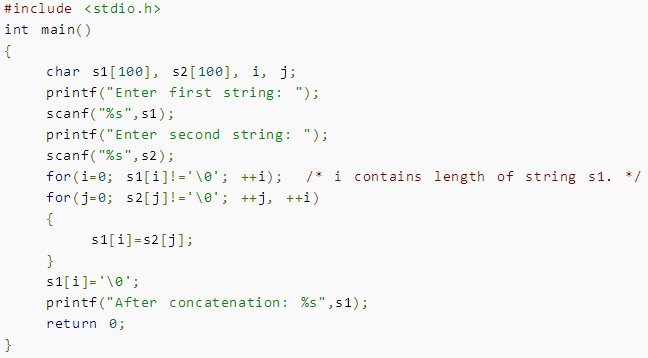 #include <stdio.h>
int main()
{
    char s1[100], s2[100], i, j;
    printf("Enter first string: ");
    scanf("%s",s1);
    printf("Enter second string: ");
    scanf("%s",s2);
    for(i=0; s1[i]!='\0'; ++i);  /* i contains length of string s1. */
    for(j=0; s2[j]!='\0'; ++j, ++i)
    {
        s1[i]=s2[j];
    }
    s1[i]='\0';
    printf("After concatenation: %s",s1);
    return 0;
}